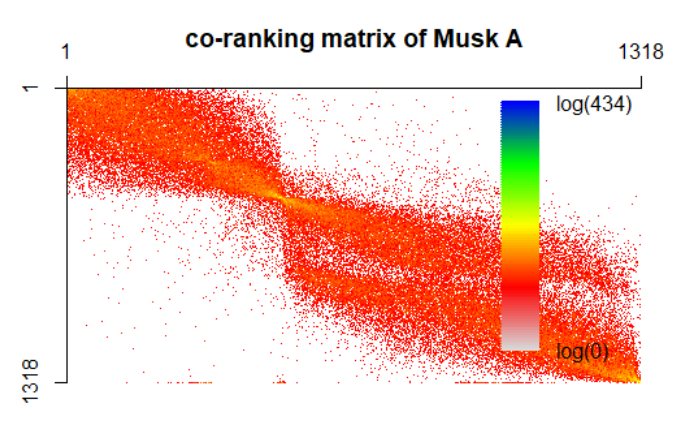 co-ranking matrix of Musk A
1
1318
1
log(434)
log(0)
1318